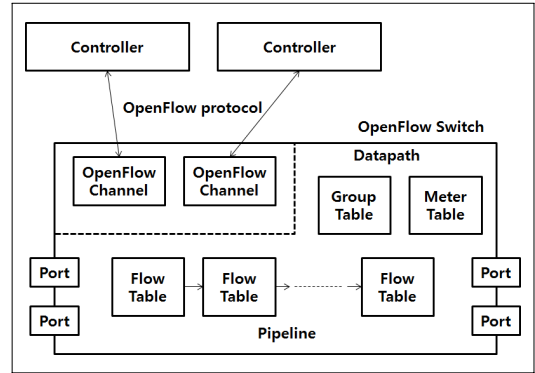 Controller
Controller
OpenFlow protocol
OpenFlow Switch
Datapath
OpenFlow
Channel
OpenFlow
Channel
Group
Table
Meter
Table
Port
Port
Flow
Table
Flow
Table
Flow
Table
Port
Port
Pipeline